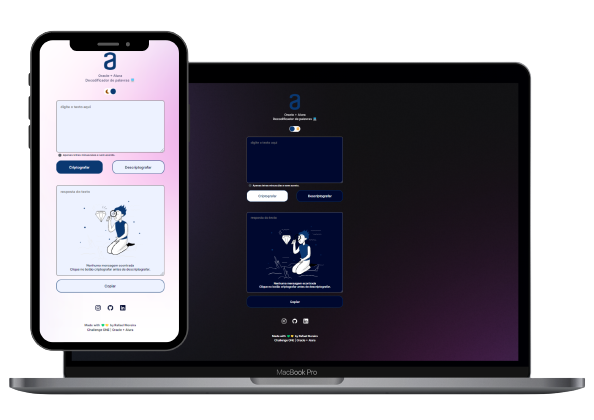 a
Oracle + Alura
Decodificador de palavras
digite o texto aqui
Apenas letras minúsculas e sem acento.
Criptografar
Descriptografar
resposta do texto
Nenhuma mensagem encontrada
Clique no botão criptografar antes de descriptografar.
Copiar
Made with by Rafael Moreira
Challenge ONE | Oracle + Alura
a
Oracle + Alura
Decodificador de palavras
digite o texto aqui
Apenas letras minúsculas e sem acento.
Criptografar
Descriptografar
resposta do texto
Nenhuma mensagem encontrada
Clique no botão criptografar antes de descriptografar.
Copiar
Made with by Rafael Moreira
Challenge ONE | Oracle + Alura
MacBook Pro